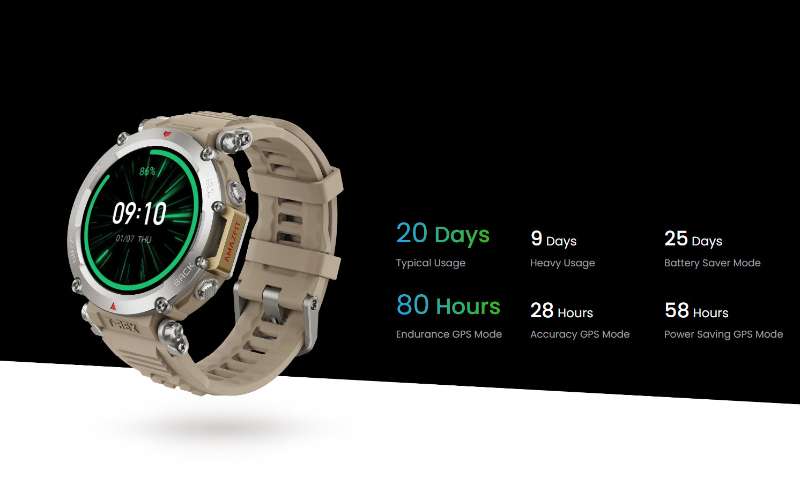 86%
09:10
01/07 THU
BACK
AMAZFIT
T-REX
20 Days
Typical Usage
9 Days
Heavy Usage
25 Days
Battery Saver Mode
80 Hours
Endurance GPS Mode
28 Hours
Accuracy GPS Mode
58 Hours
Power Saving GPS Mode